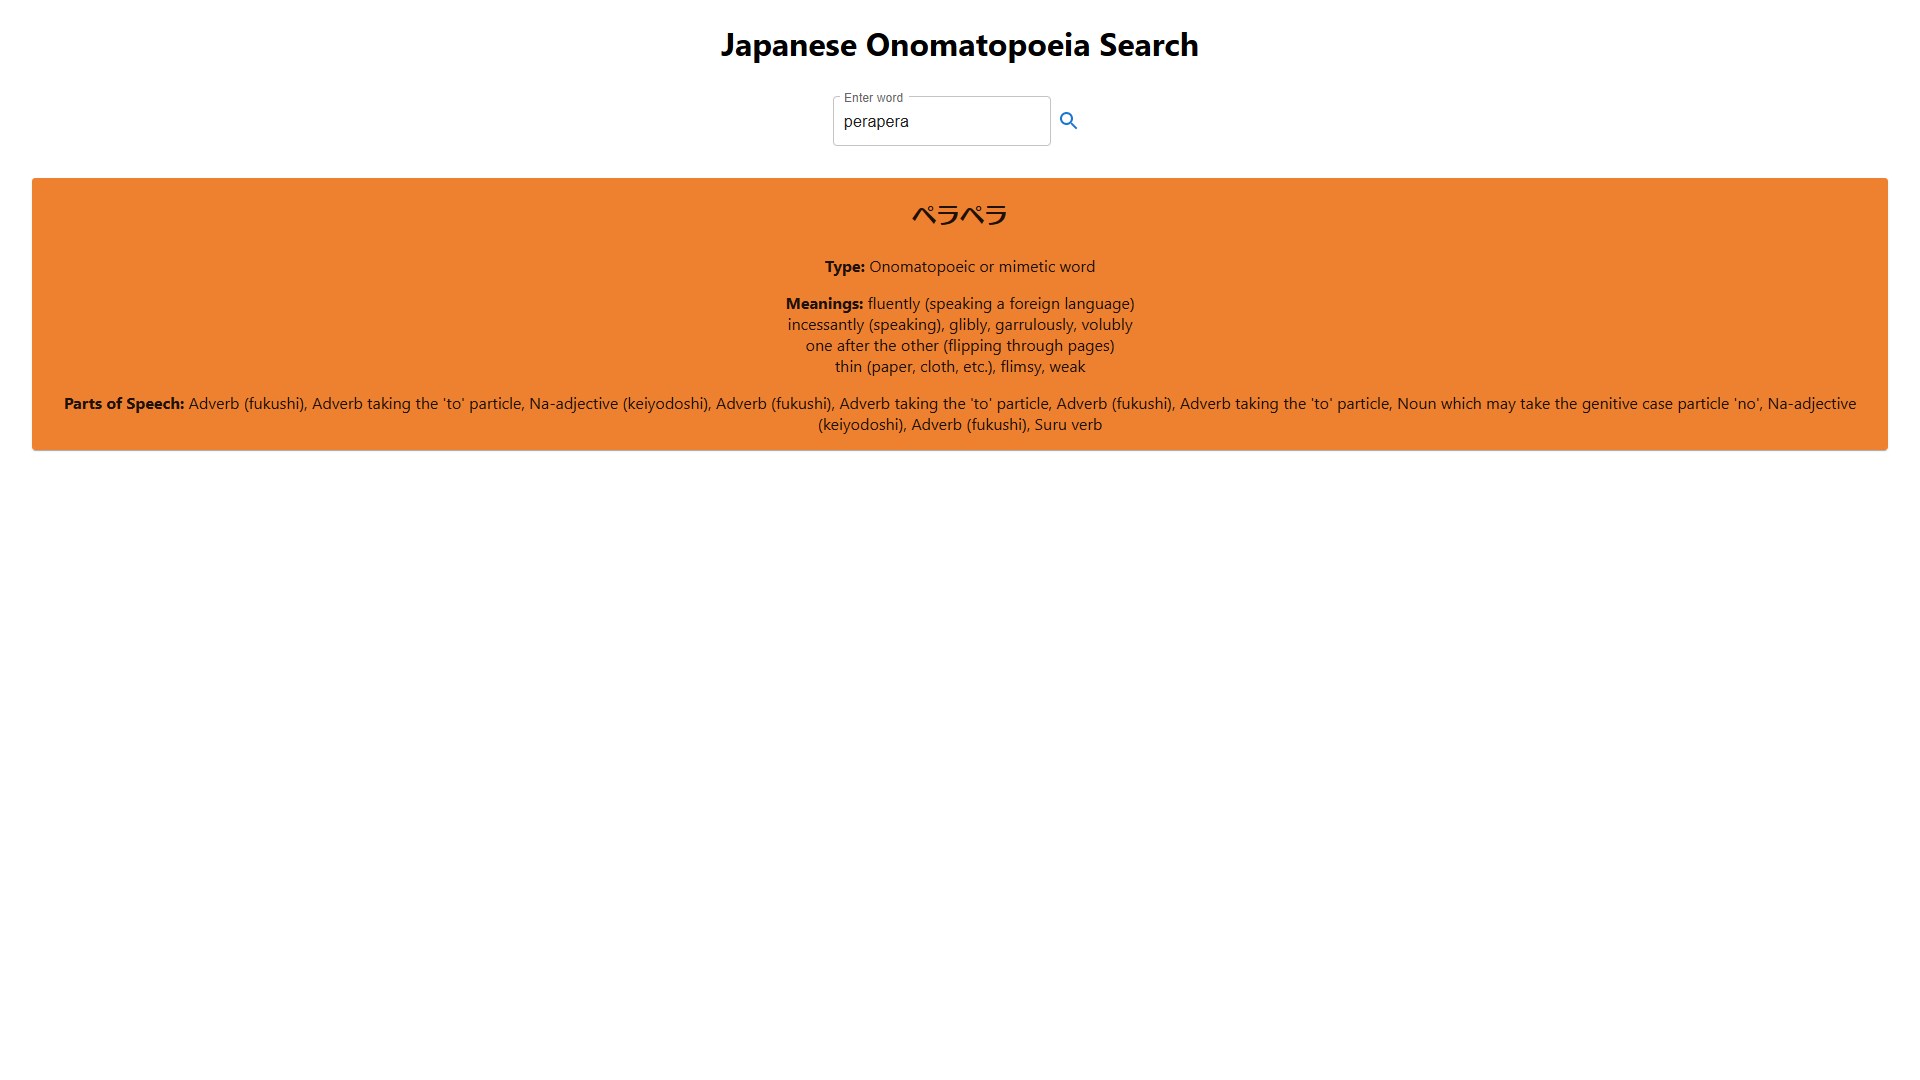 Japanese Onomatopoeia Search
Enter word
perapera
ペラペラ
Type: Onomatopoeic or mimetic word
Meanings: fluently (speaking a foreign language)
incessantly (speaking), glibly, garrulously, volubly
one after the other (flipping through pages)
thin (paper, cloth, etc.), flimsy, weak
Parts of Speech: Adverb (fukushi), Adverb taking the 'to' particle, Na-adjective (keiyodoshi), Adverb (fukushi), Adverb taking the 'to' particle, Adverb (fukushi), Adverb taking the 'to' particle, Noun which may take the genitive case particle 'no', Na-adjective
(keiyodoshi), Adverb (fukushi), Suru verb